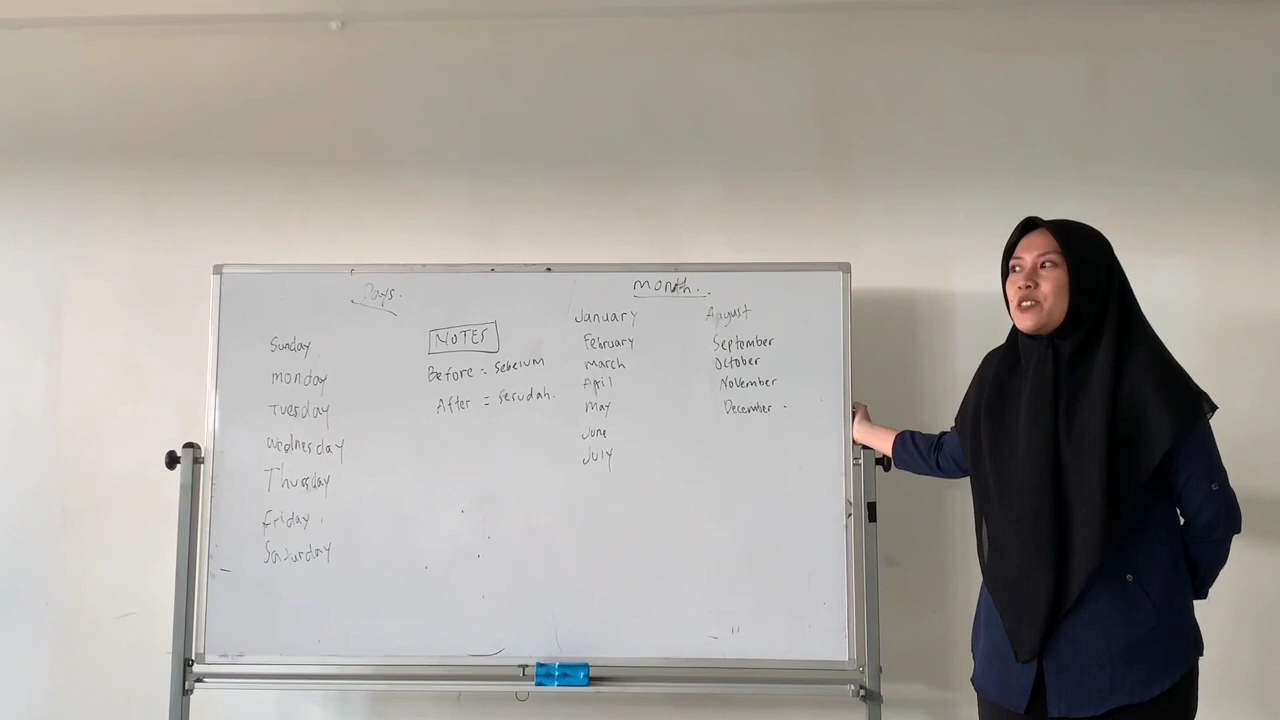 Days.
Sunday
monday
Tuesday
Wednesday
Thursday
Friday.
Saturday
NOTES
Before = sebelum
After = sesudah.
month.
January
February
march
April
may
June
July
August
September
October
November
December.